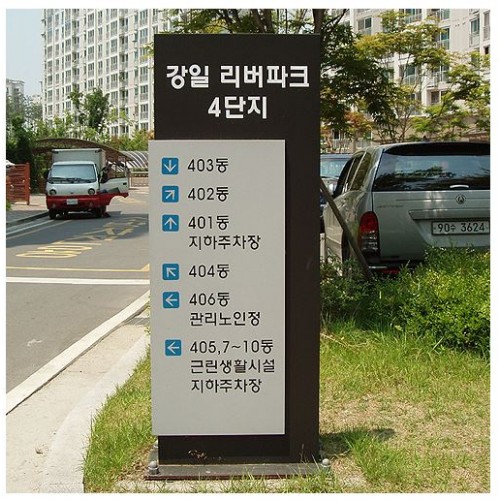 강일 리버파크
4단지
403동
402동
401동
지하주차장
404동
406동
관리노인정
405,7~10동
근린생활시설
지하주차장
90수 3624